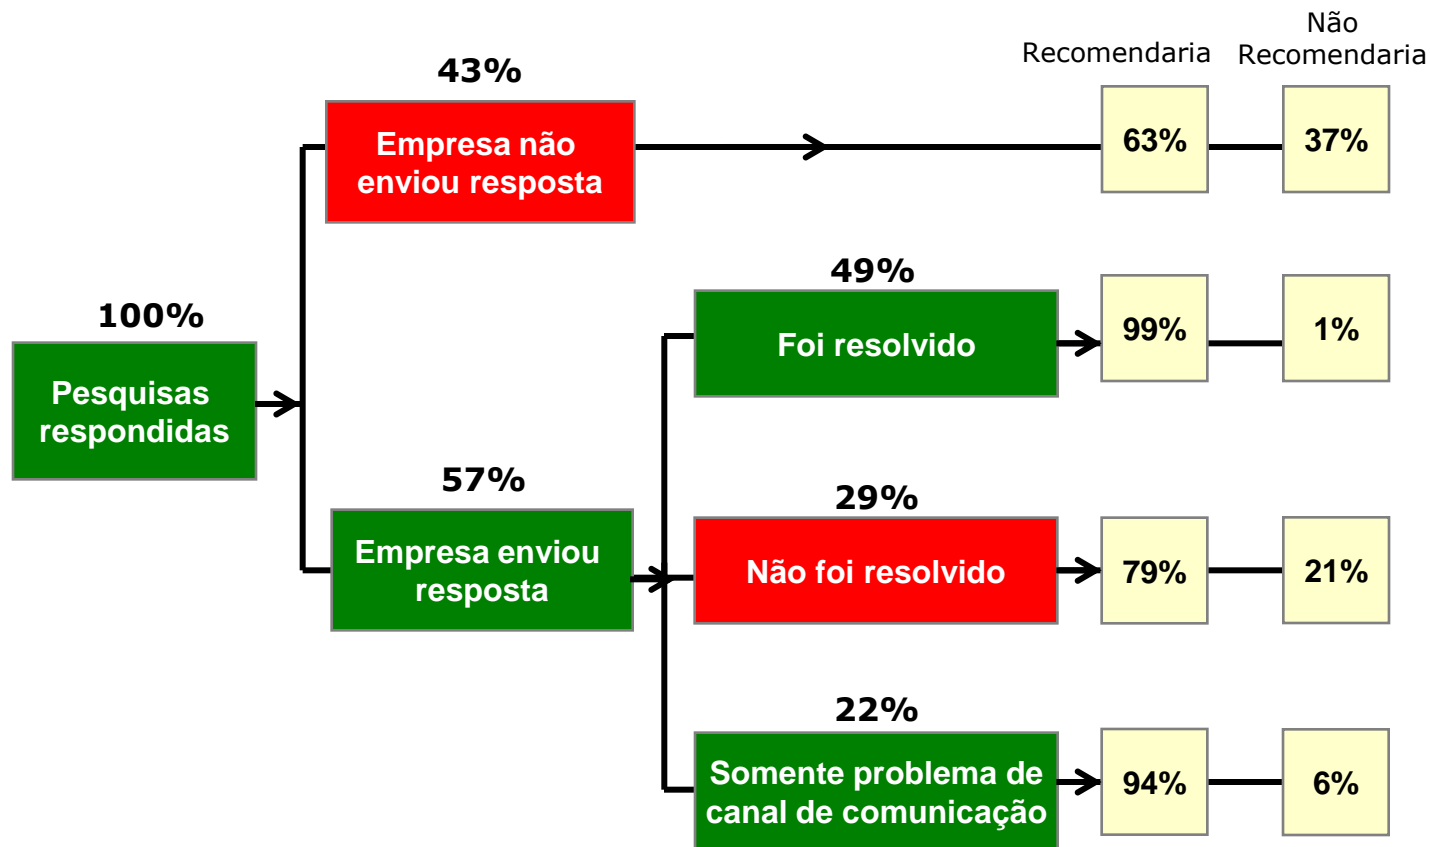 Não
Recomendaria
Recomendaria
43%
Empresa não
enviou resposta
63%
37%
49%
Foi resolvido
99%
1%
100%
Pesquisas
respondidas
57%
Empresa enviou
resposta
29%
Não foi resolvido
79%
21%
22%
Somente problema de
canal de comunicação
94%
6%